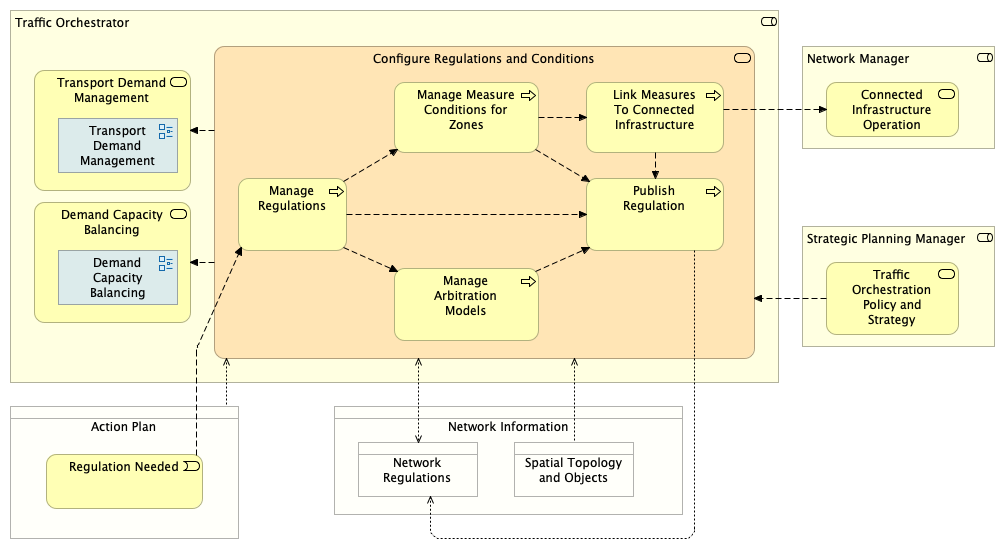 Traffic Orchestrator
Configure Regulations and Conditions
Transport Demand
Management
Transport
Demand
Management
Demand Capacity
Balancing
Demand
Capacity
Balancing
Manage Measure
Conditions for
Zones
Link Measures
To Connected
Infrastructure
Manage
Regulations
Publish
Regulation
Manage
Arbitration
Models
Network Manager
Connected
Infrastructure
Operation
Strategic Planning Manager
Traffic
Orchestration
Policy and
Strategy
Action Plan
Regulation Needed
Network Information
Network
Regulations
Spatial Topology
and Objects